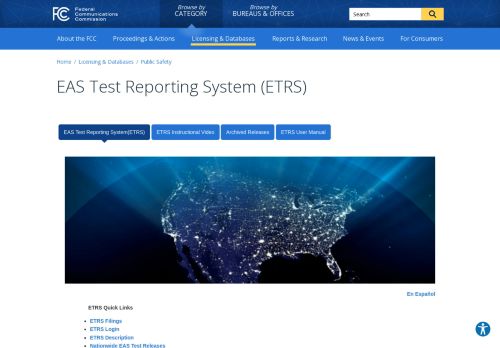 FCC Federal
Communications
Commission
Browse by
CATEGORY
Browse by
BUREAUS & OFFICES
Search
About the FCC
Proceedings & Actions
Licensing & Databases
Reports & Research
News & Events
For Consumers
Home / Licensing & Databases / Public Safety
EAS Test Reporting System (ETRS)
EAS Test Reporting System(ETRS)
ETRS Instructional Video
Archived Releases
ETRS User Manual
En Español
ETRS Quick Links
ETRS Filings
ETRS Login
ETRS Description
Nationwide EAS Test Releases